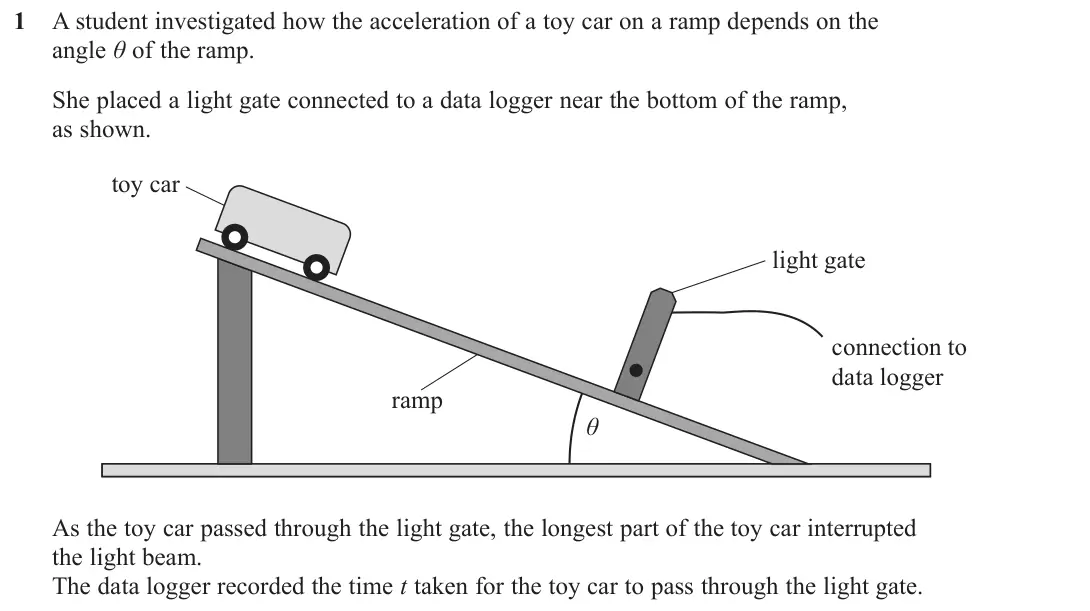 1 A student investigated how the acceleration of a toy car on a ramp depends on the
angle θ of the ramp.
She placed a light gate connected to a data logger near the bottom of the ramp,
as shown.
toy car
light gate
connection to
data logger
ramp
θ
As the toy car passed through the light gate, the longest part of the toy car interrupted
the light beam.
The data logger recorded the time t taken for the toy car to pass through the light gate.